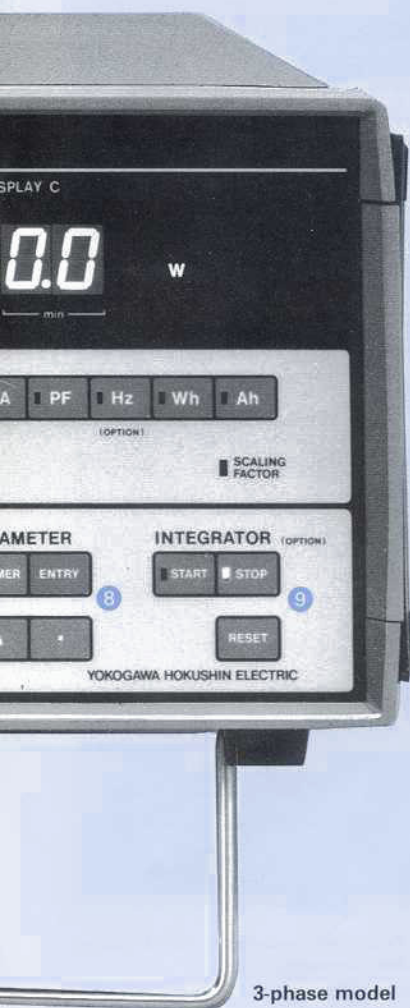 SPLAY C
0.0 W
min
A PF Hz Wh Ah
(OPTION)
SCALING
FACTOR
AMETER INTEGRATOR (OPTION)
MER ENTRY START STOP
8 9
RESET
YOKOGAWA HOKUSHIN ELECTRIC
3-phase model